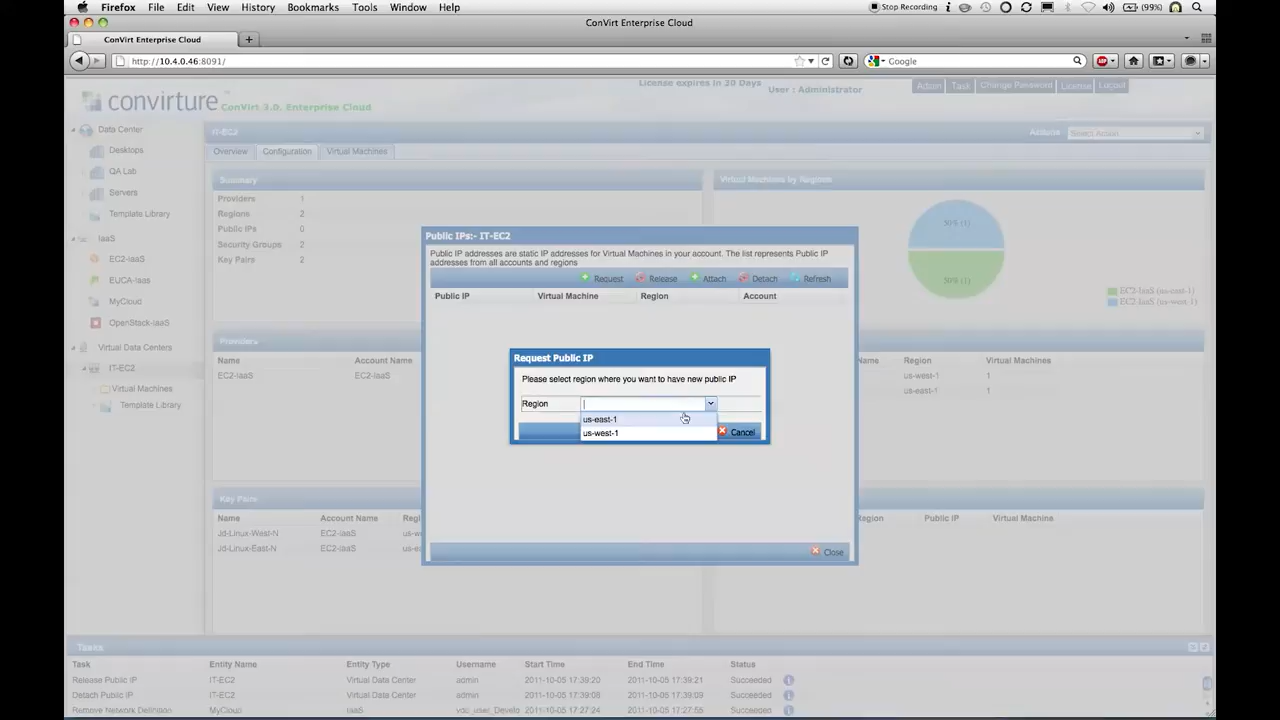 Firefox File Edit View History Bookmarks Tools Window Help Stop Recording (99%)
ConVirt Enterprise Cloud
ConVirt Enterprise Cloud
http://10.4.0.46:8091/ Google
License expires in 30 Days
User : Administrator Admin Task Change Password License Logout
convirture ConVirt 3.0. Enterprise Cloud
Data Center
Desktops
QA Lab
Servers
Template Library
IaaS
EC2-IaaS
EUCA-Iaas
MyCloud
OpenStack-IaaS
Virtual Data Centers
IT-EC2
Virtual Machines
Template Library
IT-EC2 Actions Select Action
Overview Configuration Virtual Machines
Summary
Providers 1
Regions 2
Public IPs 0
Security Groups 2
Key Pairs 2
Virtual Machines by Regions
50% (1)
50% (1)
EC2-IaaS (us-east-1)
EC2-IaaS (us-west-1)
Public IPs:- IT-EC2
Public IP addresses are static IP addresses for Virtual Machines in your account. The list represents Public IP
addresses from all accounts and regions
Request Release Attach Detach Refresh
Public IP Virtual Machine Region Account
Request Public IP
Please select region where you want to have new public IP
Region
us-east-1
us-west-1
Cancel
Close
Providers
Name Account Name
EC2-IaaS EC2-IaaS
Name Region Virtual Machines
us-west-1 1
us-east-1 1
Key Pairs
Name Account Name
Jd-Linux-West-N EC2-IaaS us-w
Jd-Linux-East-N EC2-IaaS us-e
Region Public IP Virtual Machine
Tasks
Task Entity Name Entity Type Username Start Time End Time Status
Release Public IP IT-EC2 Virtual Data Center admin 2011-10-05 17:39:20 2011-10-05 17:39:21 Succeeded
Detach Public IP IT-EC2 Virtual Data Center admin 2011-10-05 17:39:08 2011-10-05 17:39:09 Succeeded
Remove Network Definition MyCloud IaaS vdc_user_Develo 2011-10-05 17:27:24 2011-10-05 17:27:55 Succeeded